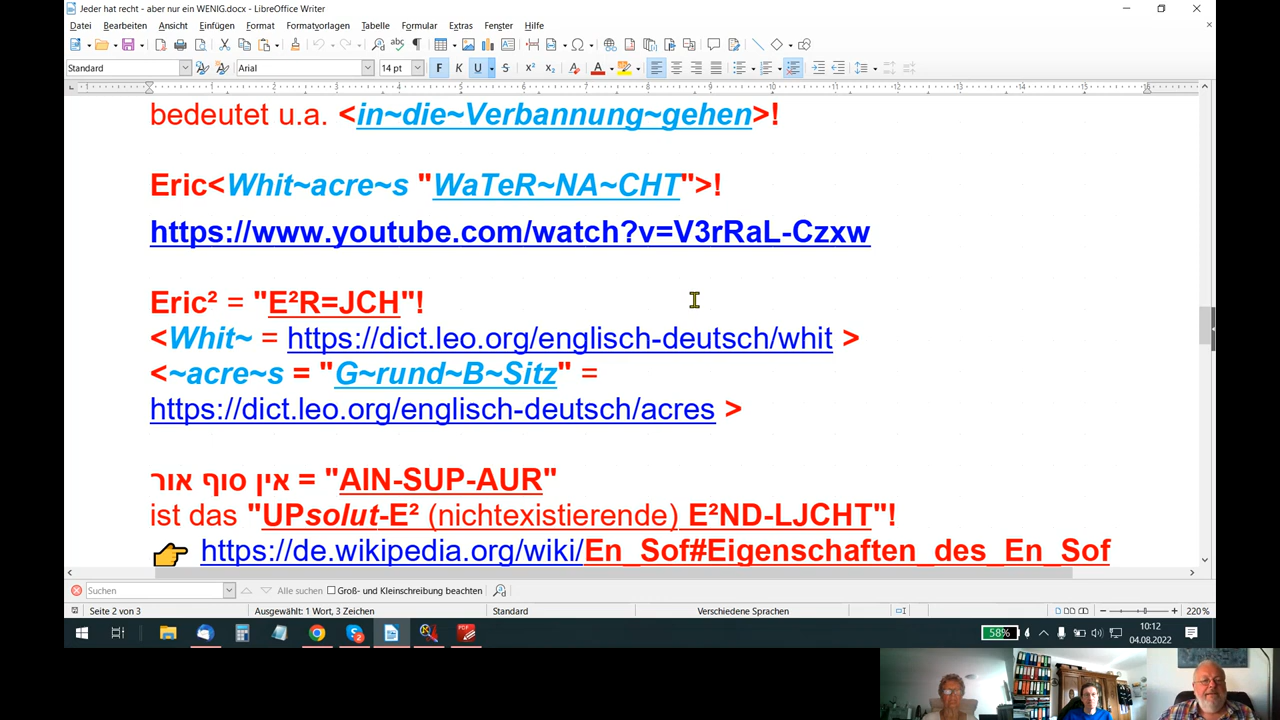 Jeder hat recht - aber nur ein WENIG.docx - LibreOffice Writer
Datei Bearbeiten Ansicht Einfügen Format Formatvorlagen Tabelle Formular Extras Fenster Hilfe
Standard Arial 14 pt F K U S
bedeutet u.a. <in~die~Verbannung~gehen>!
Eric<Whit~acre~s "WaTeR~NA~CHT">!
https://www.youtube.com/watch?v=V3rRaL-Czxw
Eric² = "E²R=JCH"!
<Whit~ = https://dict.leo.org/englisch-deutsch/whit >
<~acre~s = "G~rund~B~Sitz" =
https://dict.leo.org/englisch-deutsch/acres >
אין סוף אור = "AIN-SUP-AUR"
ist das "UPsolut-E² (nichtexistierende) E²ND-LJCHT"!
https://de.wikipedia.org/wiki/En_Sof#Eigenschaften_des_En_Sof
Suchen Alle suchen Groß- und Kleinschreibung beachten
Seite 2 von 3 Ausgewählt: 1 Wort, 3 Zeichen Standard Verschiedene Sprachen 220%
58% 10:12
04.08.2022